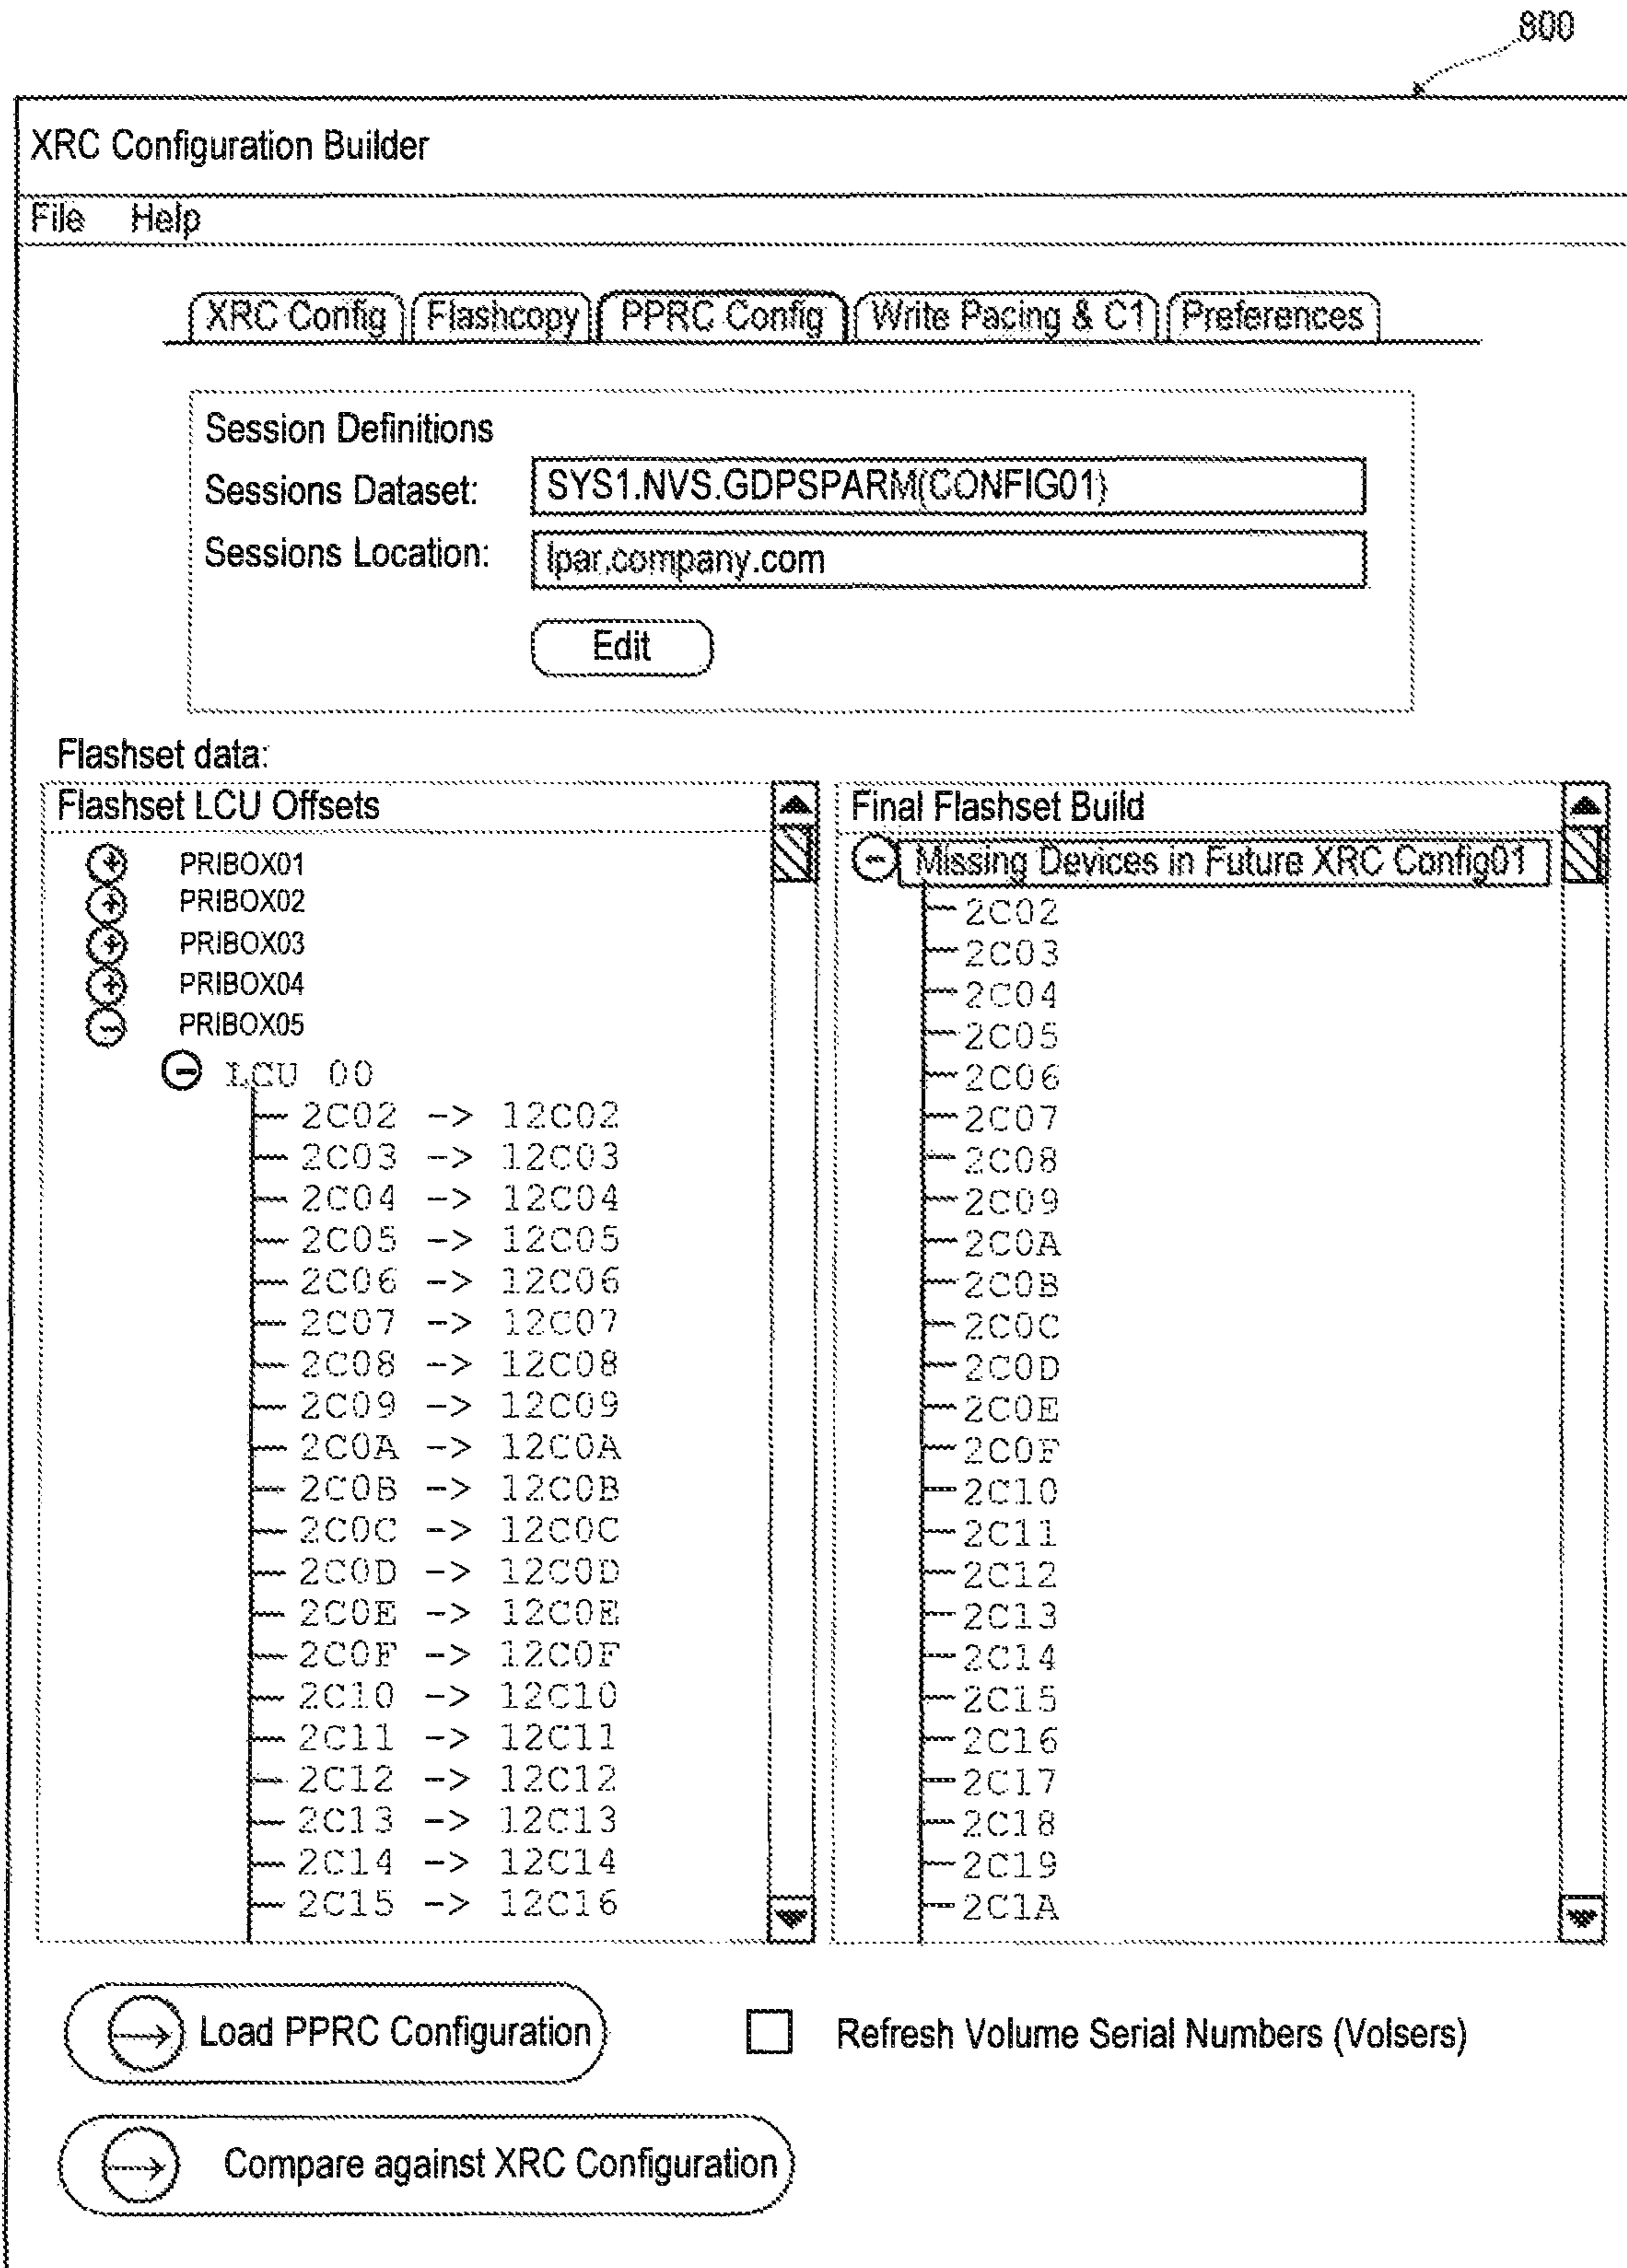 800
XRC Configuration Builder
File Help
XRC Config Flashcopy PPRC Config Write Pacing & C1 Preferences
Session Definitions
Sessions Dataset: SYS1.NVS.GDPSPARM(CONFIG01)
Sessions Location: lpar.company.com
Edit
Flashset data:
Flashset LCU Offsets
PRIBOX01
PRIBOX02
PRIBOX03
PRIBOX04
PRIBOX05
LCU 00
2C02 -> 12C02
2C03 -> 12C03
2C04 -> 12C04
2C05 -> 12C05
2C06 -> 12C06
2C07 -> 12C07
2C08 -> 12C08
2C09 -> 12C09
2C0A -> 12C0A
2C0B -> 12C0B
2C0C -> 12C0C
2C0D -> 12C0D
2C0E -> 12C0E
2C0F -> 12C0F
2C10 -> 12C10
2C11 -> 12C11
2C12 -> 12C12
2C13 -> 12C13
2C14 -> 12C14
2C15 -> 12C16
Final Flashset Build
Missing Devices in Future XRC Config01
2C02
2C03
2C04
2C05
2C06
2C07
2C08
2C09
2C0A
2C0B
2C0C
2C0D
2C0E
2C0F
2C10
2C11
2C12
2C13
2C14
2C15
2C16
2C17
2C18
2C19
2C1A
Load PPRC Configuration
Refresh Volume Serial Numbers (Volsers)
Compare against XRC Configuration